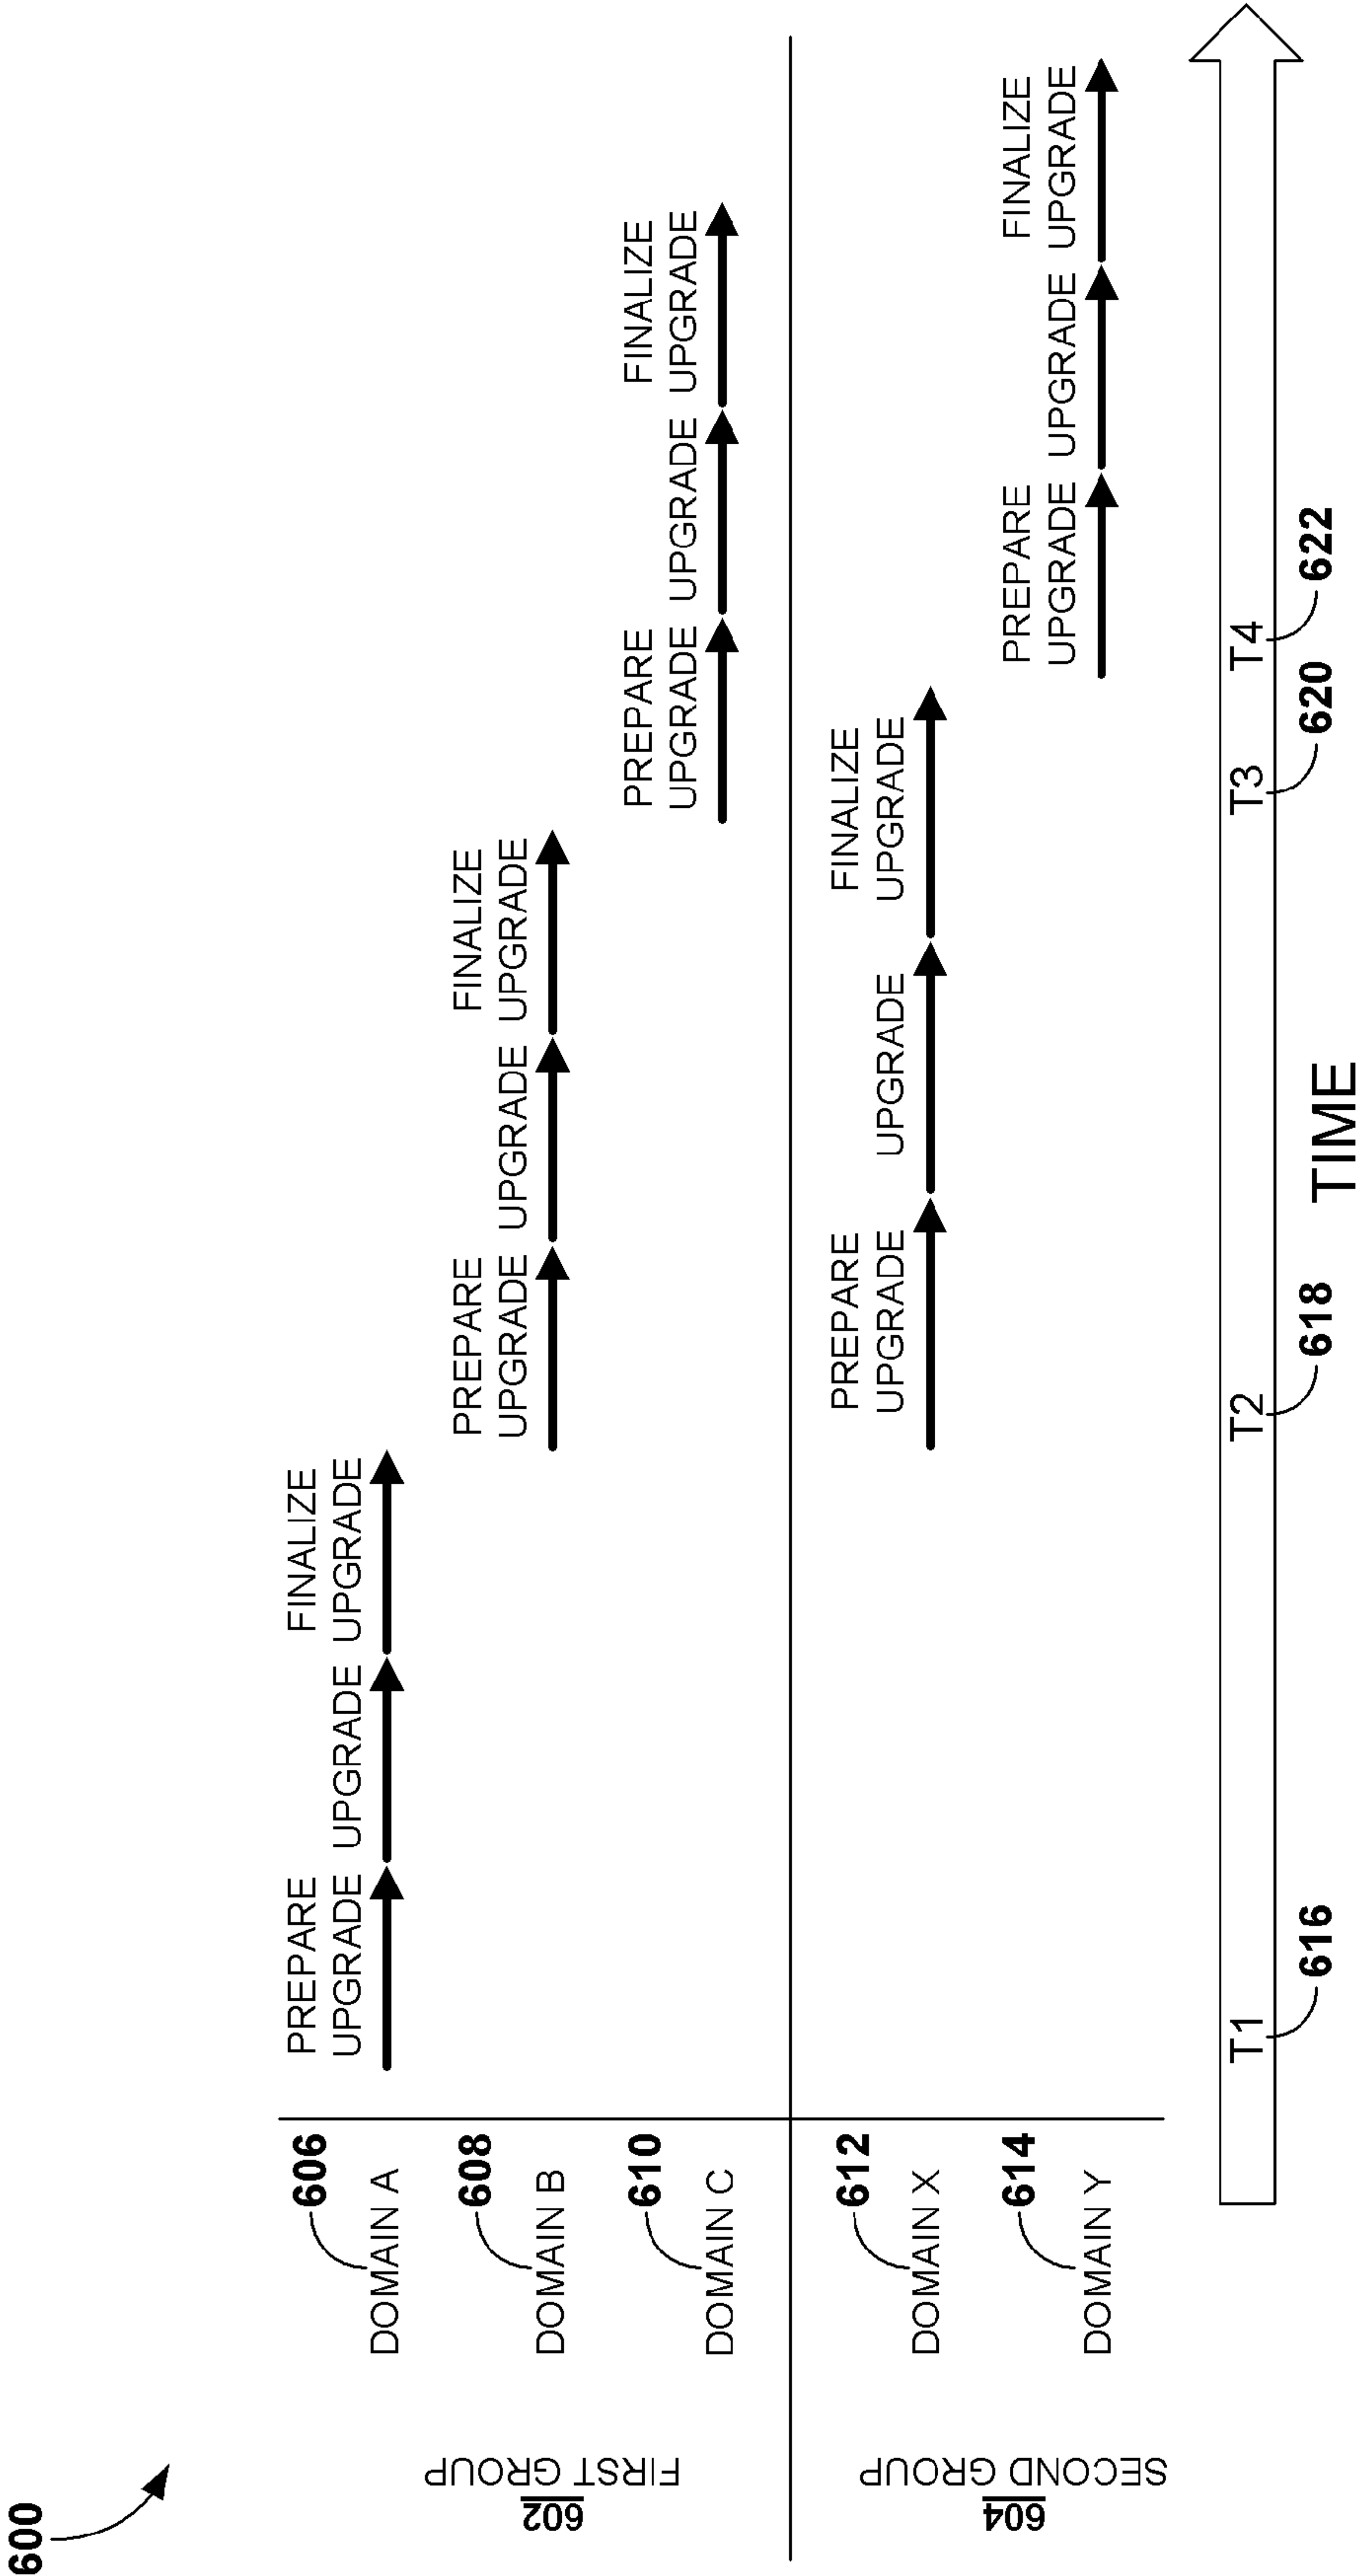 600
FIRST GROUP
602
606
DOMAIN A
PREPARE
UPGRADE
UPGRADE
FINALIZE
UPGRADE
608
DOMAIN B
PREPARE
UPGRADE
UPGRADE
FINALIZE
UPGRADE
610
DOMAIN C
PREPARE
UPGRADE
UPGRADE
FINALIZE
UPGRADE
SECOND GROUP
604
612
DOMAIN X
PREPARE
UPGRADE
UPGRADE
FINALIZE
UPGRADE
614
DOMAIN Y
PREPARE
UPGRADE
UPGRADE
FINALIZE
UPGRADE
T1
T2
T3
T4
616
618
620
622
TIME